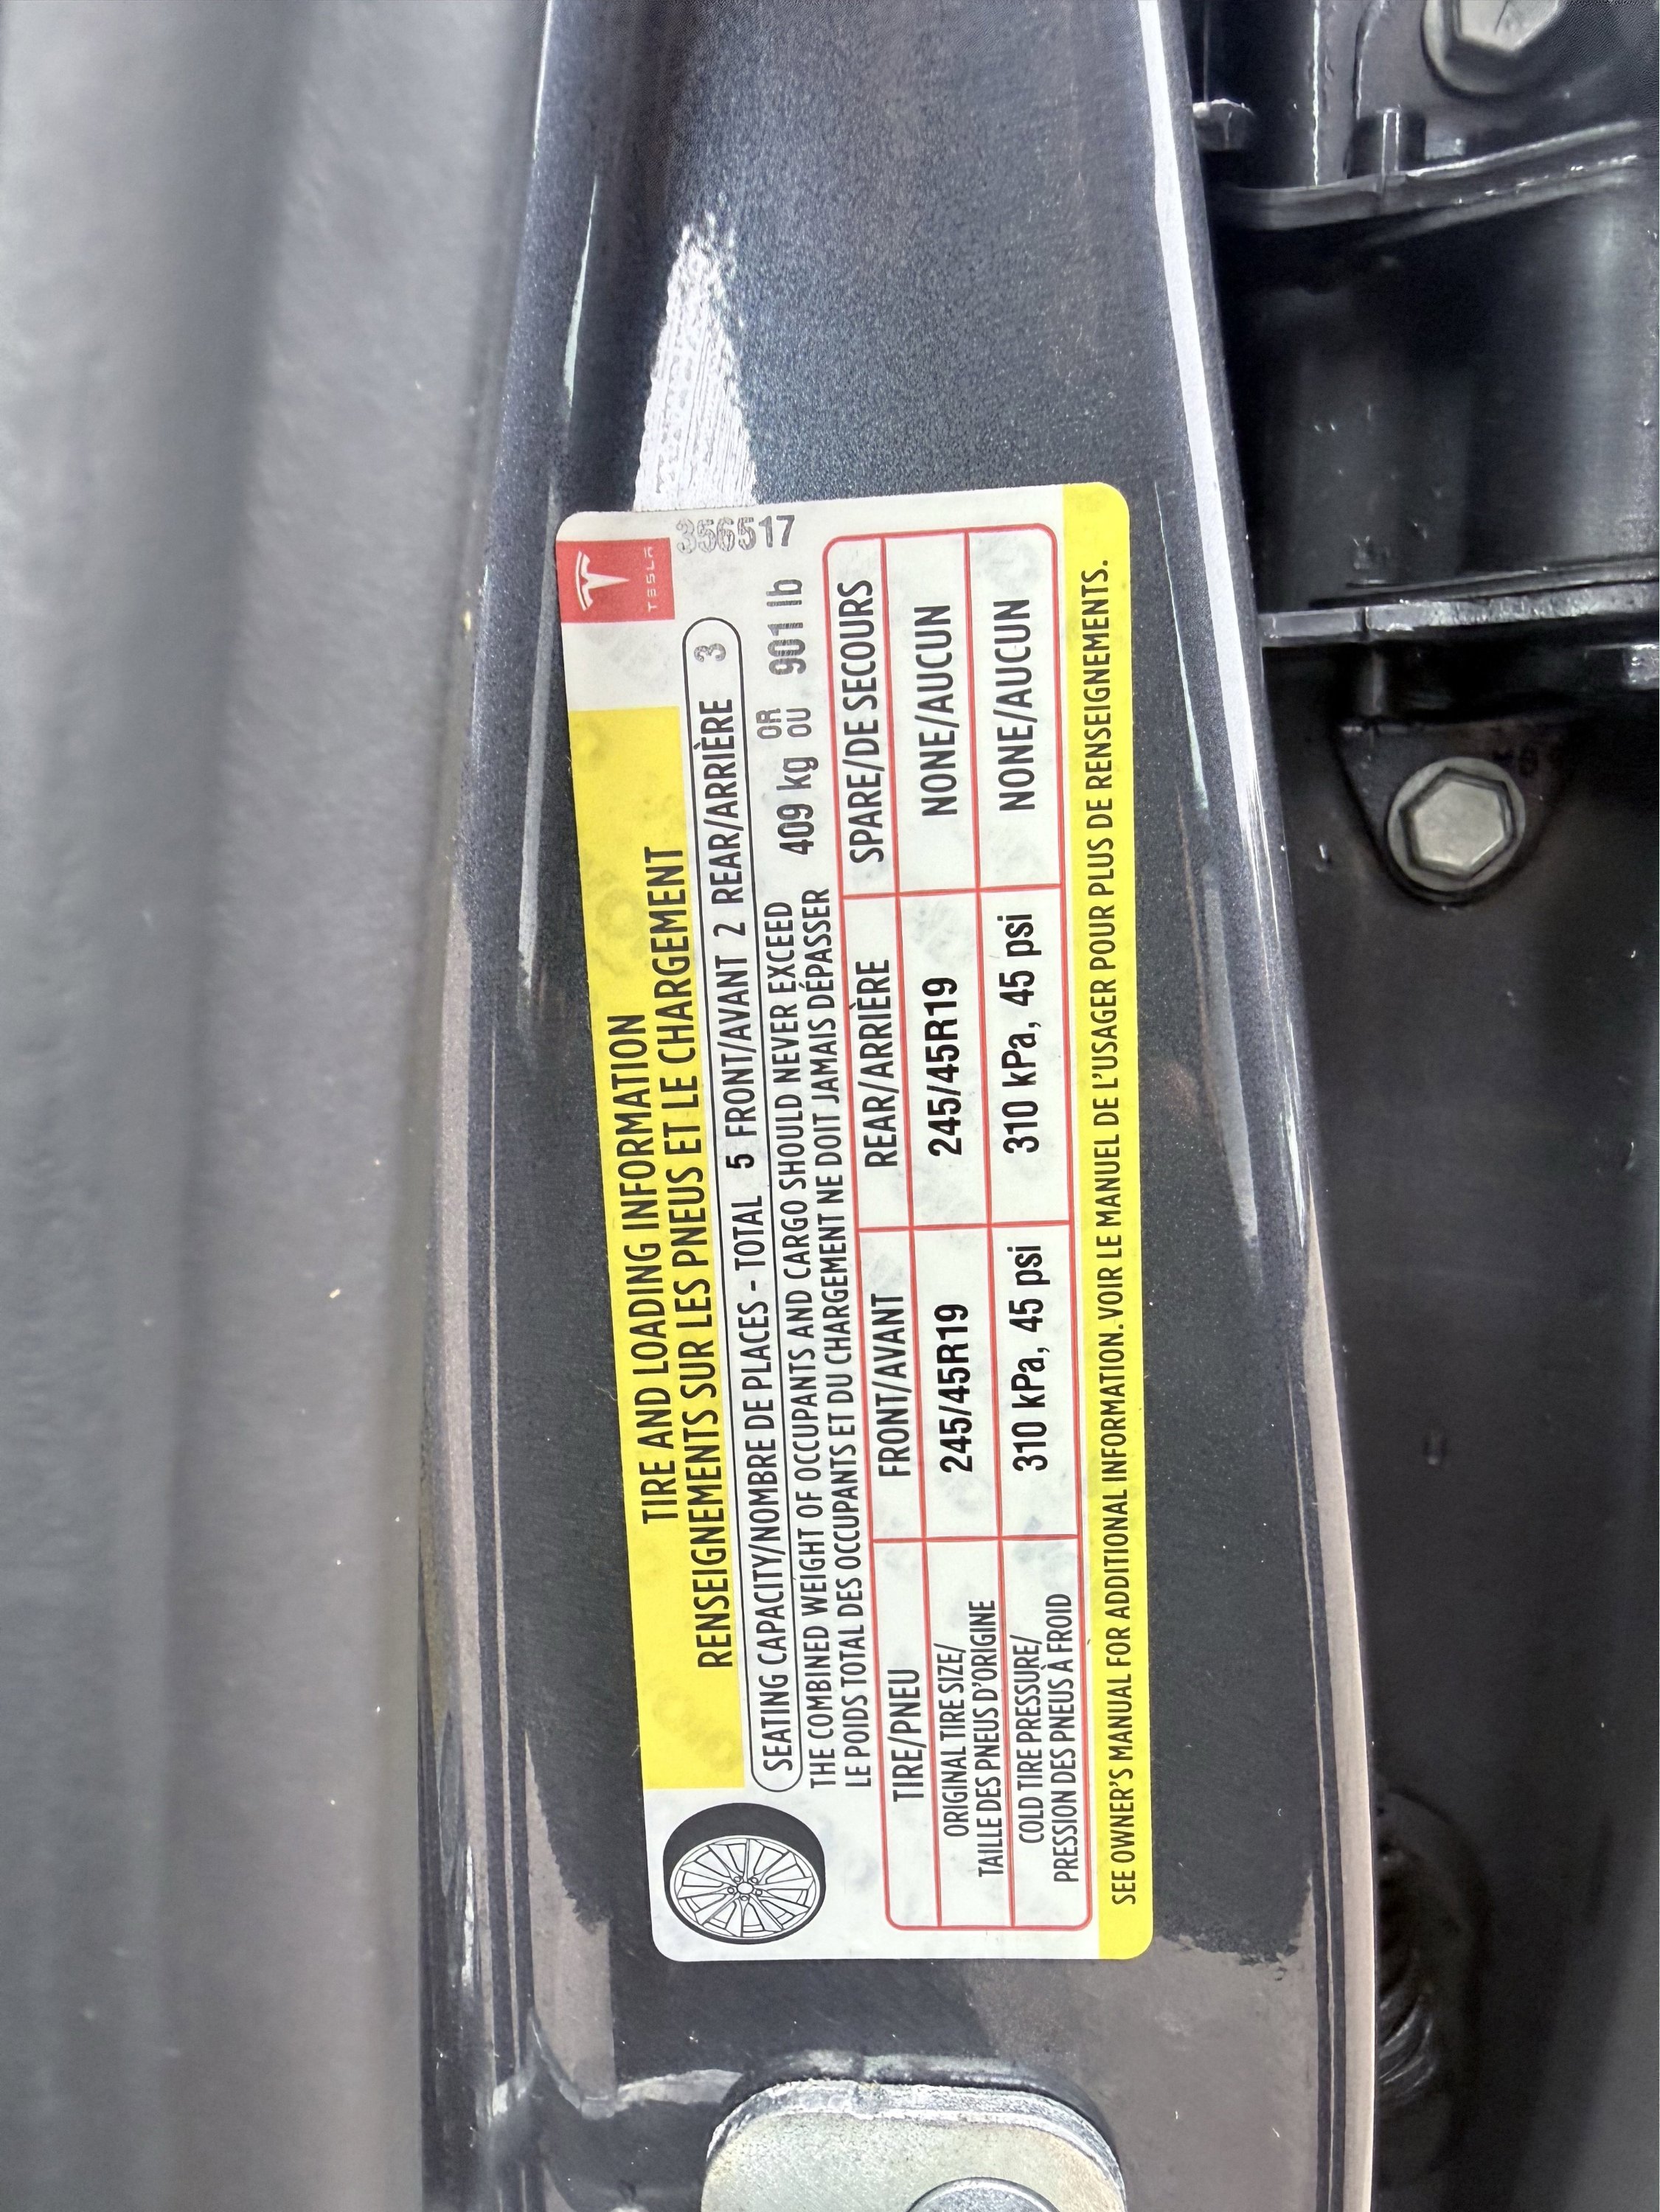 TESLA
356517
TIRE AND LOADING INFORMATION
RENSEIGNEMENTS SUR LES PNEUS ET LE CHARGEMENT
SEATING CAPACITY/NOMBRE DE PLACES - TOTAL 5 FRONT/AVANT 2 REAR/ARRIÈRE 3
THE COMBINED WEIGHT OF OCCUPANTS AND CARGO SHOULD NEVER EXCEED
LE POIDS TOTAL DES OCCUPANTS ET DU CHARGEMENT NE DOIT JAMAIS DÉPASSER
409 kg OR OU 901 lb
TIRE/PNEU FRONT/AVANT REAR/ARRIÈRE SPARE/DE SECOURS
ORIGINAL TIRE SIZE/
TAILLE DES PNEUS D'ORIGINE
245/45R19 245/45R19 NONE/AUCUN
COLD TIRE PRESSURE/
PRESSION DES PNEUS À FROID
310 kPa, 45 psi 310 kPa, 45 psi NONE/AUCUN
SEE OWNER'S MANUAL FOR ADDITIONAL INFORMATION. VOIR LE MANUEL DE L'USAGER POUR PLUS DE RENSEIGNEMENTS.